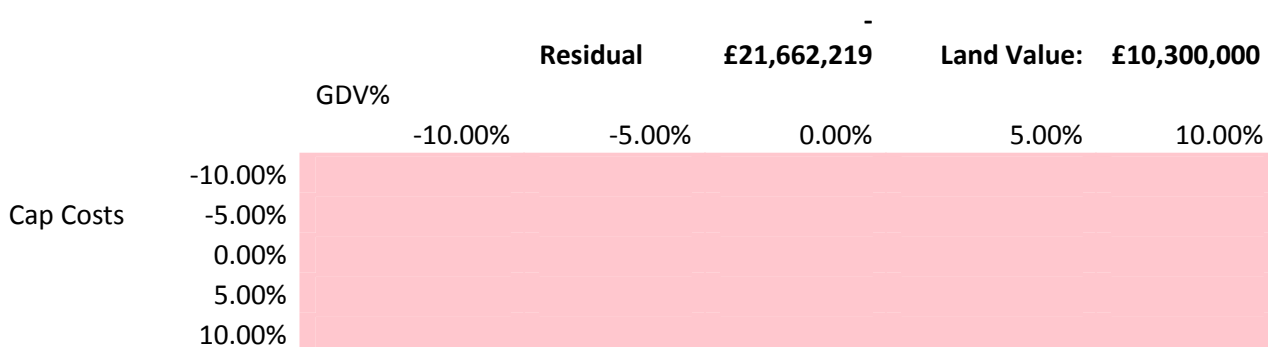 -
Residual £21,662,219 Land Value: £10,300,000
GDV%
-10.00% -5.00% 0.00% 5.00% 10.00%
-10.00%
Cap Costs -5.00%
0.00%
5.00%
10.00%